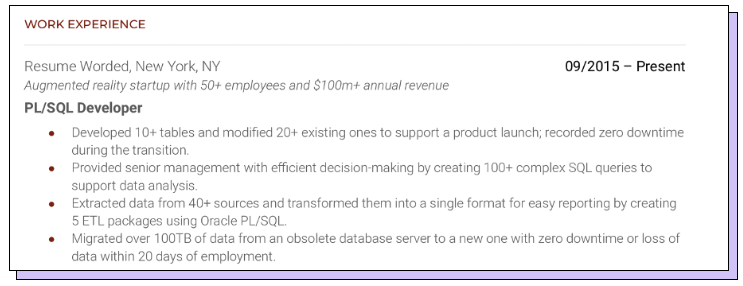 WORK EXPERIENCE
Resume Worded, New York, NY 09/2015 – Present
Augmented reality startup with 50+ employees and $100m+ annual revenue
PL/SQL Developer
• Developed 10+ tables and modified 20+ existing ones to support a product launch; recorded zero downtime
during the transition.
• Provided senior management with efficient decision-making by creating 100+ complex SQL queries to
support data analysis.
• Extracted data from 40+ sources and transformed them into a single format for easy reporting by creating
5 ETL packages using Oracle PL/SQL.
• Migrated over 100TB of data from an obsolete database server to a new one with zero downtime or loss of
data within 20 days of employment.